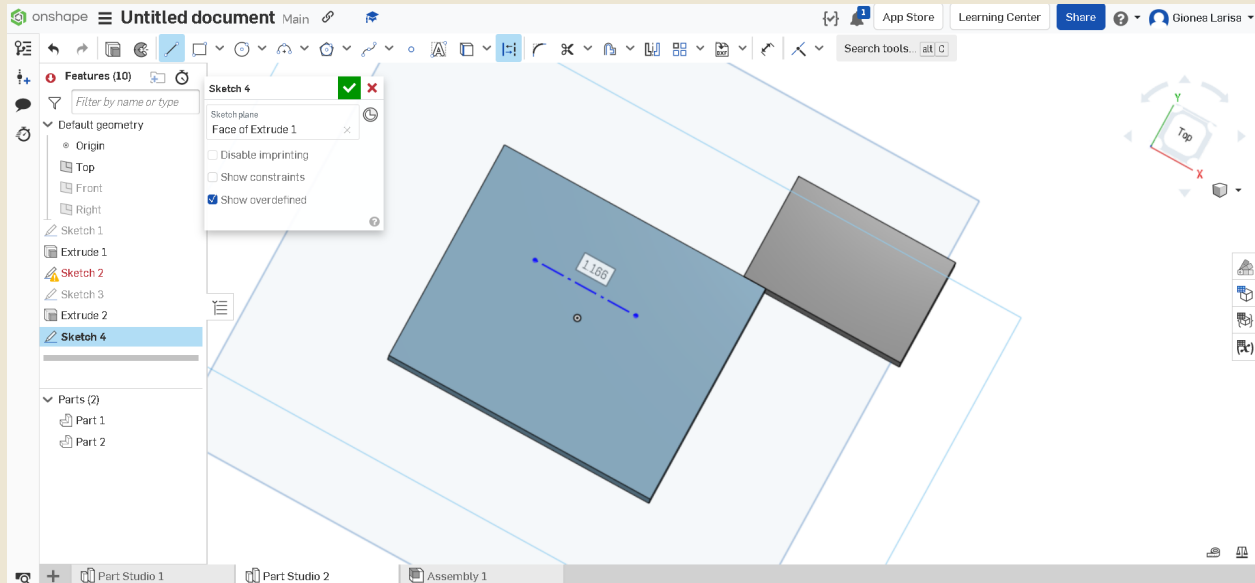 onshape Untitled document Main 1 App Store Learning Center Share Gionea Larisa
Search tools... alt C
Features (10)
Filter by name or type
Default geometry
Origin
Top
Front
Right
Sketch 1
Extrude 1
Sketch 2
Sketch 3
Extrude 2
Sketch 4
Parts (2)
Part 1
Part 2
Sketch 4
Sketch plane
Face of Extrude 1
Disable imprinting
Show constraints
Show overdefined
1.166
Y
Top
X
Part Studio 1 Part Studio 2 Assembly 1